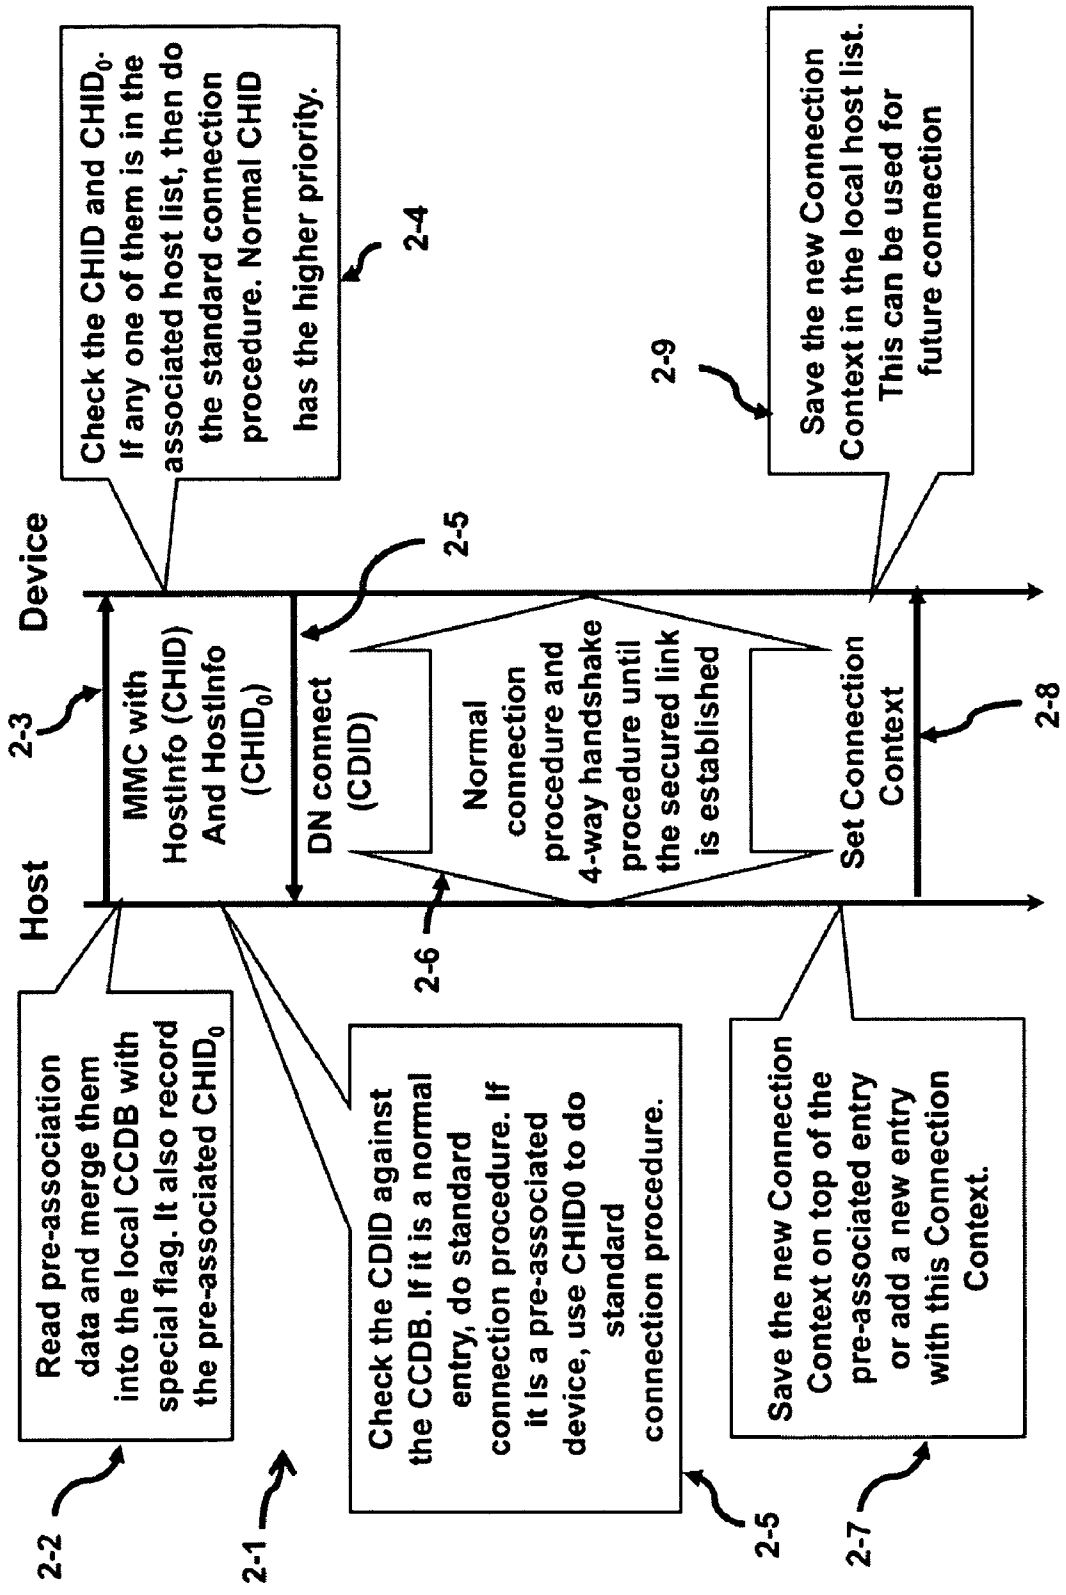 Host
Device
2-2
Read pre-association
data and merge them
into the local CCDB with
special flag. It also record
the pre-associated CHID0
2-3
MMC with
HostInfo (CHID)
And HostInfo
(CHID0)
Check the CHID and CHID0.
If any one of them is in the
associated host list, then do
the standard connection
procedure. Normal CHID
has the higher priority.
2-4
2-1
Check the CDID against
the CCDB. If it is a normal
entry, do standard
connection procedure. If
it is a pre-associated
device, use CHID0 to do
standard
connection procedure.
2-5
DN connect
(CDID)
2-5
2-6
Normal
connection
procedure and
4-way handshake
procedure until
the secured link
is established
2-7
Save the new Connection
Context on top of the
pre-associated entry
or add a new entry
with this Connection
Context.
Set Connection
Context
2-8
2-9
Save the new Connection
Context in the local host list.
This can be used for
future connection